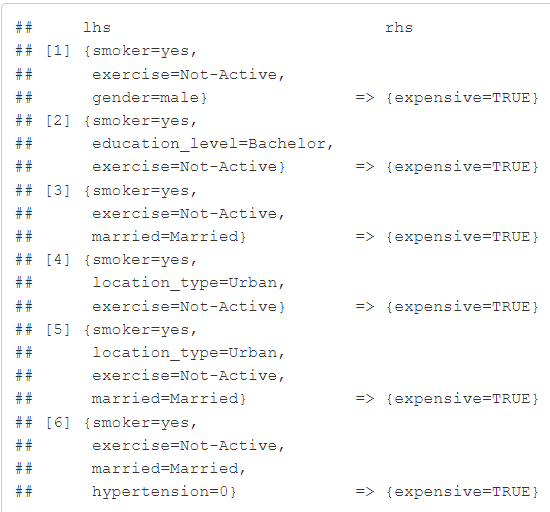 ##     lhs                              rhs
## [1] {smoker=yes,
##      exercise=Not-Active,
##      gender=male}                => {expensive=TRUE}
## [2] {smoker=yes,
##      education_level=Bachelor,
##      exercise=Not-Active}        => {expensive=TRUE}
## [3] {smoker=yes,
##      exercise=Not-Active,
##      married=Married}            => {expensive=TRUE}
## [4] {smoker=yes,
##      location_type=Urban,
##      exercise=Not-Active}        => {expensive=TRUE}
## [5] {smoker=yes,
##      location_type=Urban,
##      exercise=Not-Active,
##      married=Married}            => {expensive=TRUE}
## [6] {smoker=yes,
##      exercise=Not-Active,
##      married=Married,
##      hypertension=0}             => {expensive=TRUE}